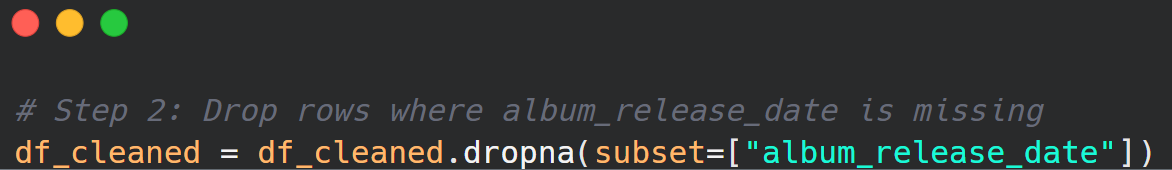 # Step 2: Drop rows where album_release_date is missing
df_cleaned = df_cleaned.dropna(subset=["album_release_date"])